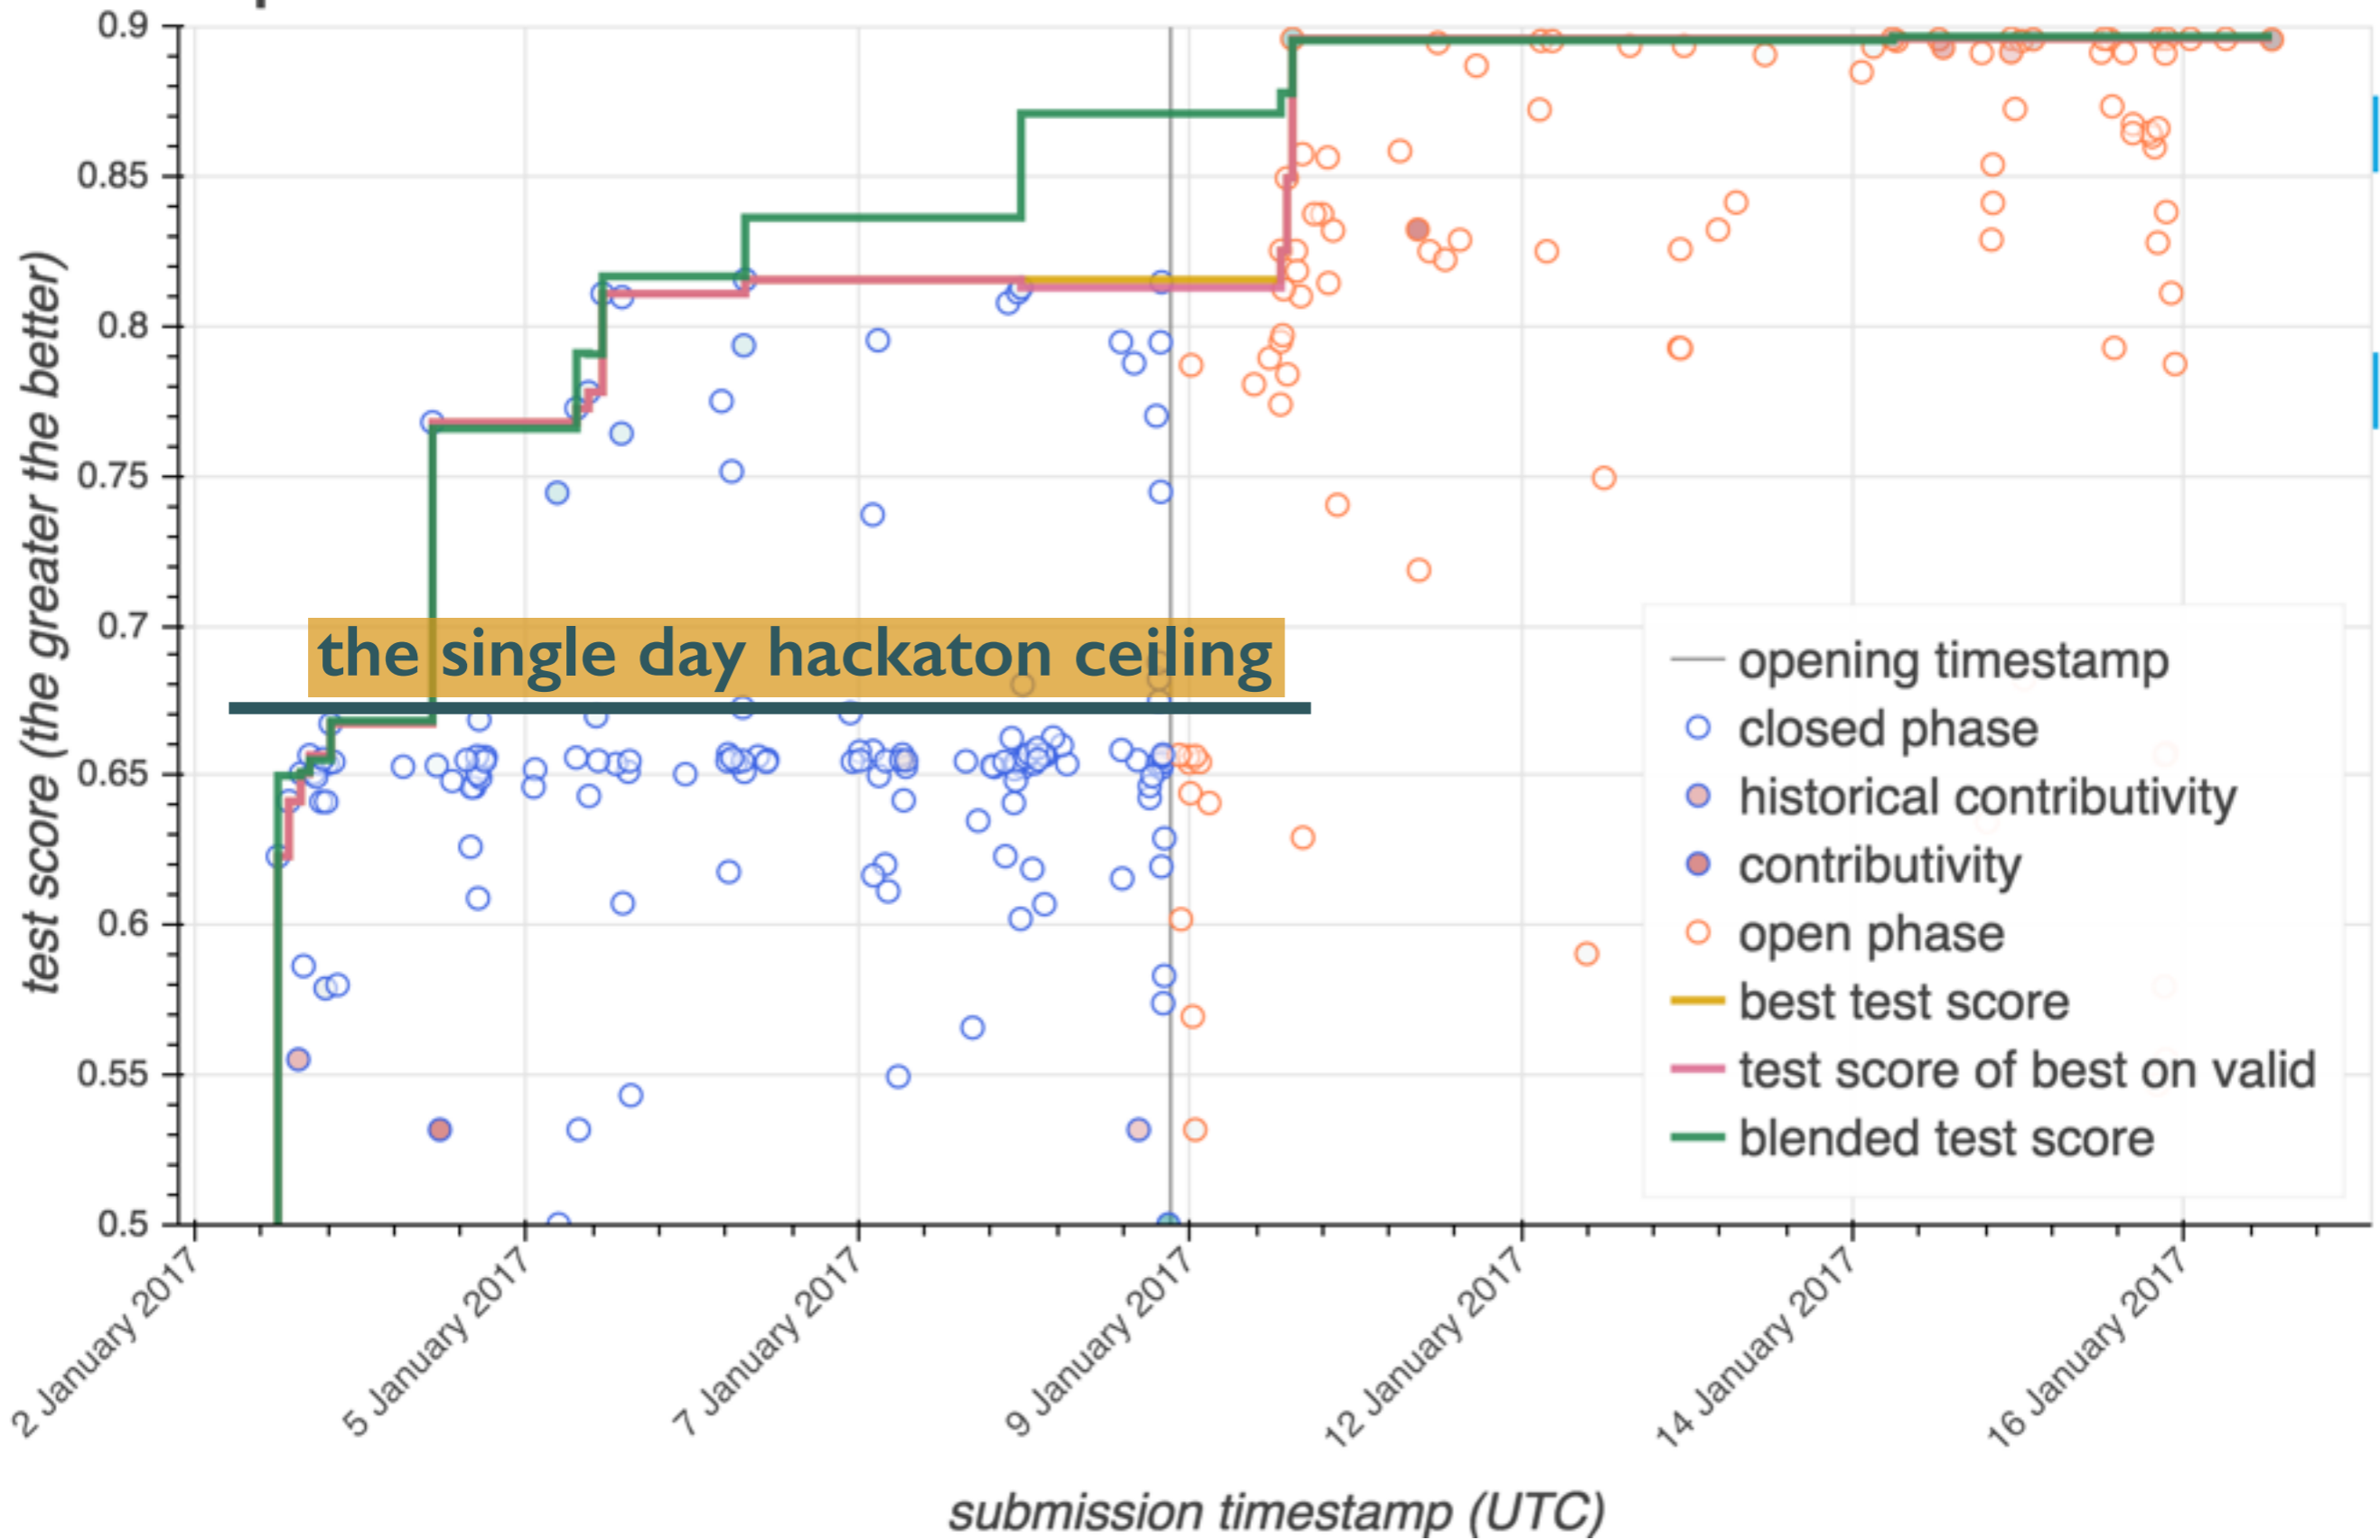 0.9
0.85
0.8
0.75
0.7
0.65
0.6
0.55
0.5
test score (the greater the better)
the single day hackaton ceiling
opening timestamp
closed phase
historical contributivity
contributivity
open phase
best test score
test score of best on valid
blended test score
2 January 2017
5 January 2017
7 January 2017
9 January 2017
12 January 2017
14 January 2017
16 January 2017
submission timestamp (UTC)